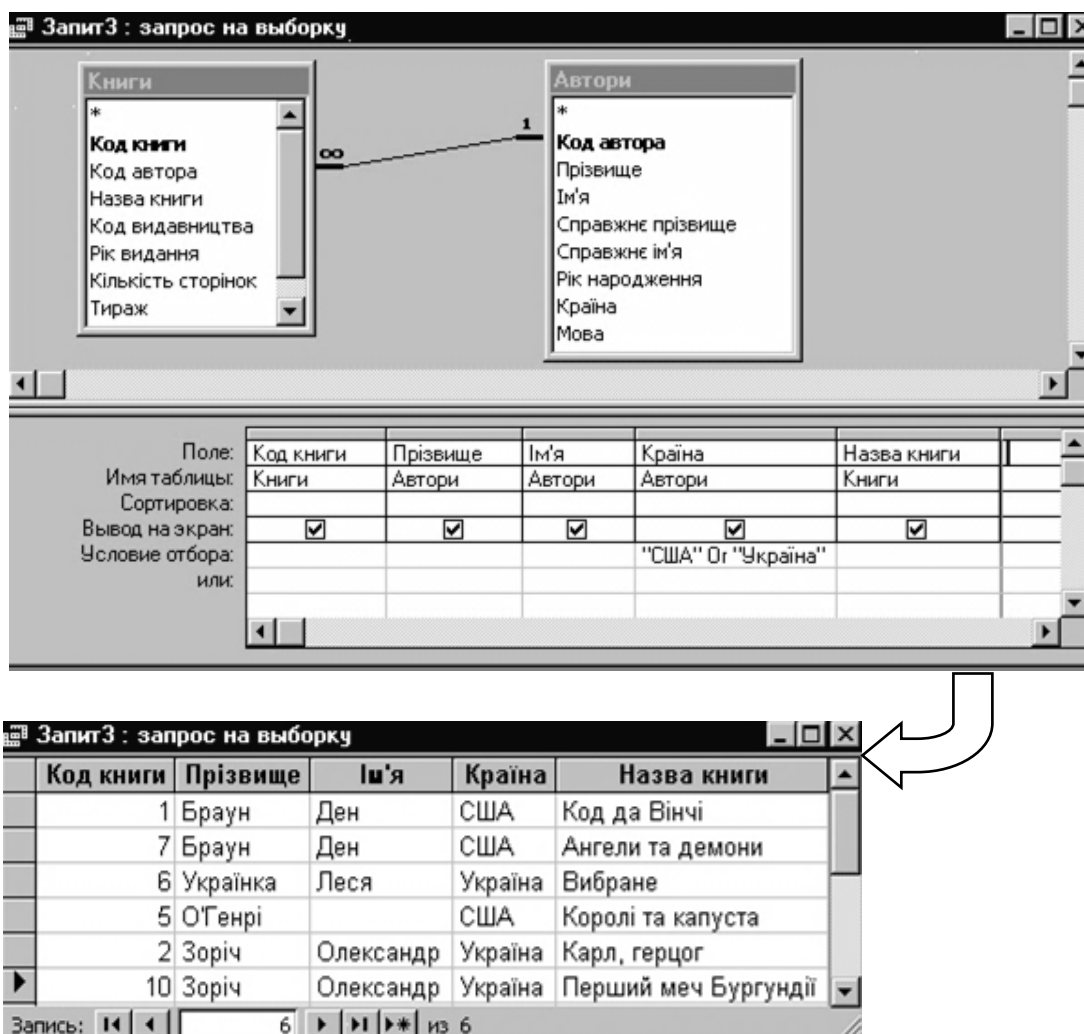 Запит3 : запрос на выборку
Книги
*
Код книги
Код автора
Назва книги
Код видавництва
Рік видання
Кількість сторінок
Тираж
∞
1
Автори
*
Код автора
Прізвище
Ім'я
Справжнє прізвище
Справжнє ім'я
Рік народження
Країна
Мова
Поле: Код книги Прізвище Ім'я Країна Назва книги
Имя таблицы: Книги Автори Автори Автори Книги
Сортировка:
Вывод на экран:
Условие отбора: "США" Or "Україна"
или:
Запит3 : запрос на выборку
Код книги Прізвище Ім'я Країна Назва книги
1 Браун Ден США Код да Вінчі
7 Браун Ден США Ангели та демони
6 Українка Леся Україна Вибране
5 О'Генрі США Королі та капуста
2 Зоріч Олександр Україна Карл, герцог
10 Зоріч Олександр Україна Перший меч Бургундії
Запись: 6 из 6